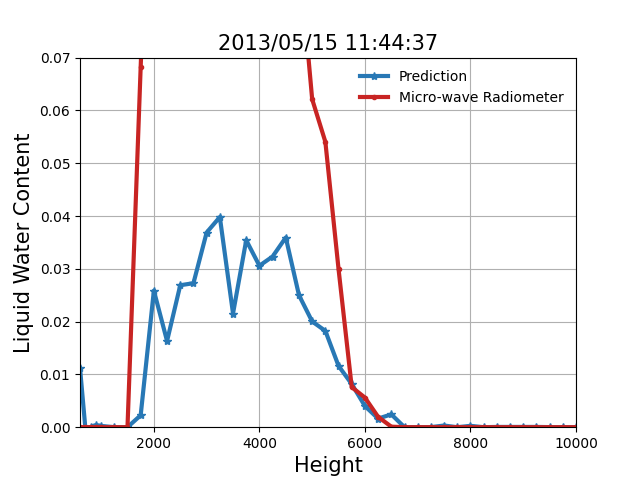 2013/05/15 11:44:37
0.07
0.06
0.05
0.04
0.03
0.02
0.01
0.00
Liquid Water Content
Prediction
Micro-wave Radiometer
2000 4000 6000 8000 10000
Height